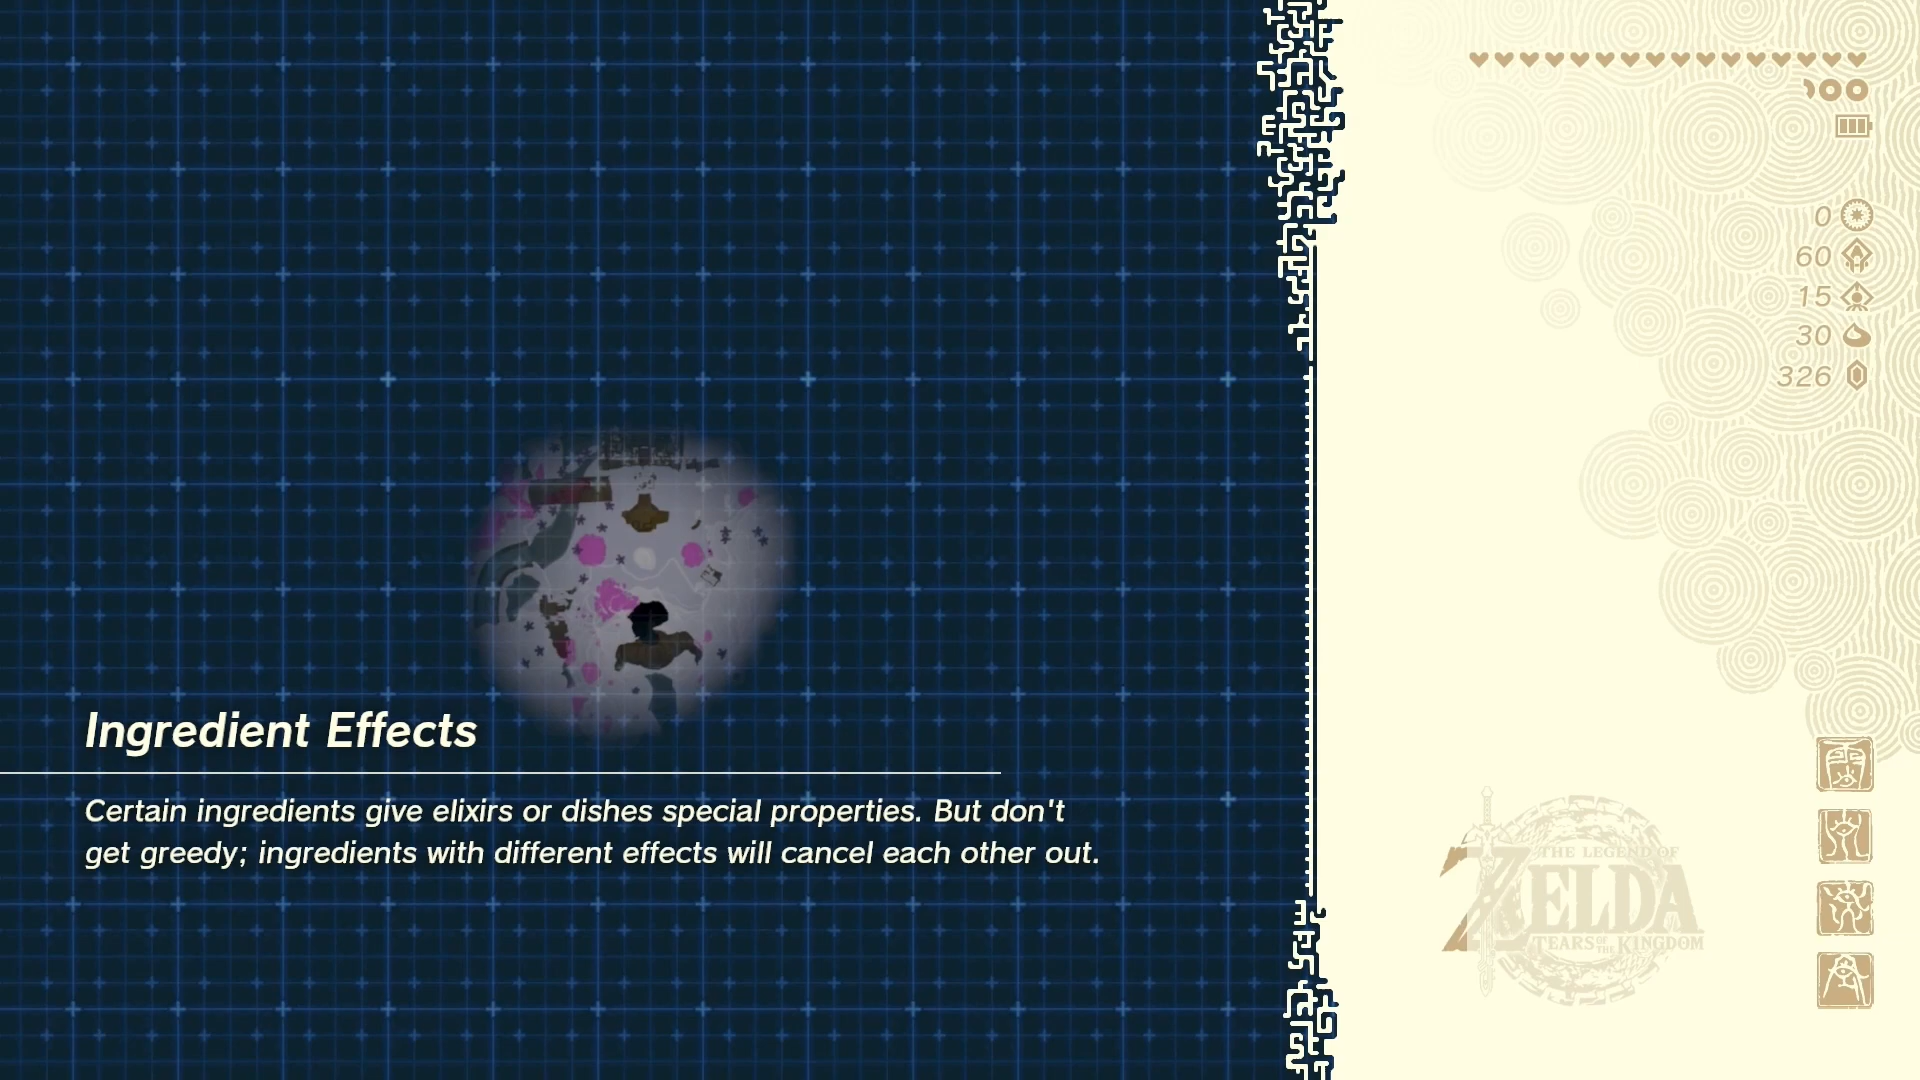 0
60
15
30
326
Ingredient Effects
Certain ingredients give elixirs or dishes special properties. But don't
get greedy; ingredients with different effects will cancel each other out.
THE LEGEND OF
ZELDA
TEARS OF THE KINGDOM